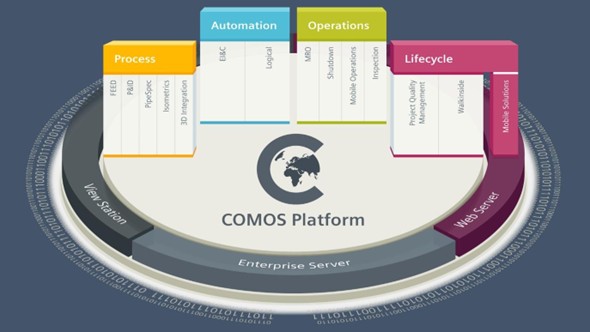 Process
Automation
Operations
Lifecycle
FEED
P&ID
PipeSpec
Isometrics
3D Integration
EI&C
Logical
MRO
Shutdown
Mobile Operations
Inspection
Project Quality
Management
Walkinside
Mobile Solutions
COMOS Platform
View Station
Enterprise Server
Web Server